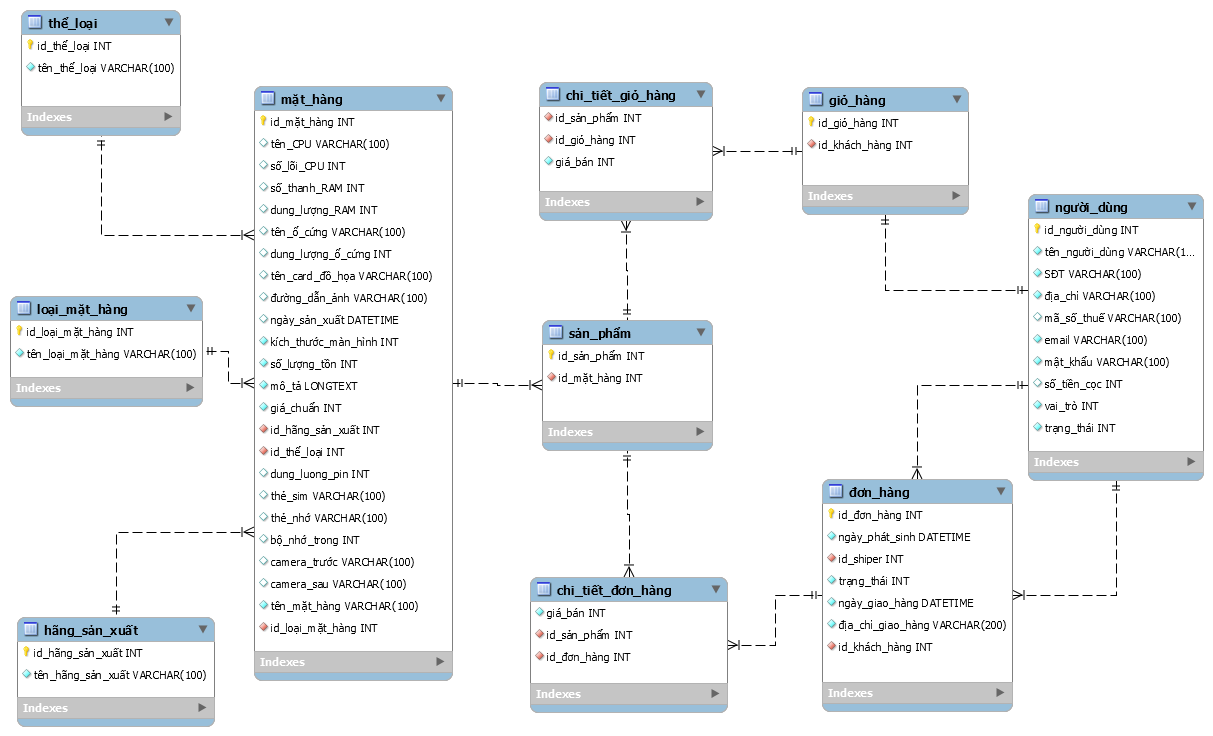 thể_loại
id_thể_loại INT
tên_thể_loại VARCHAR(100)
Indexes
loại_mặt_hàng
id_loại_mặt_hàng INT
tên_loại_mặt_hàng VARCHAR(100)
Indexes
hãng_sản_xuất
id_hãng_sản_xuất INT
tên_hãng_sản_xuất VARCHAR(100)
Indexes
mặt_hàng
id_mặt_hàng INT
tên_CPU VARCHAR(100)
số_lõi_CPU INT
số_thanh_RAM INT
dung_lượng_RAM INT
tên_ổ_cứng VARCHAR(100)
dung_lượng_ổ_cứng INT
tên_card_đồ_họa VARCHAR(100)
đường_dẫn_ảnh VARCHAR(100)
ngày_sản_xuất DATETIME
kích_thước_màn_hình INT
số_lượng_tồn INT
mô_tả LONGTEXT
giá_chuẩn INT
id_hãng_sản_xuất INT
id_thể_loại INT
dung_luong_pin INT
thẻ_sim VARCHAR(100)
thẻ_nhớ VARCHAR(100)
bộ_nhớ_trong INT
camera_trước VARCHAR(100)
camera_sau VARCHAR(100)
tên_mặt_hàng VARCHAR(100)
id_loại_mặt_hàng INT
Indexes
chi_tiết_giỏ_hàng
id_sản_phẩm INT
id_giỏ_hàng INT
giá_bán INT
Indexes
sản_phẩm
id_sản_phẩm INT
id_mặt_hàng INT
Indexes
chi_tiết_đơn_hàng
giá_bán INT
id_sản_phẩm INT
id_đơn_hàng INT
Indexes
giỏ_hàng
id_giỏ_hàng INT
id_khách_hàng INT
Indexes
người_dùng
id_người_dùng INT
tên_người_dùng VARCHAR(1...
SĐT VARCHAR(100)
địa_chỉ VARCHAR(100)
mã_số_thuế VARCHAR(100)
email VARCHAR(100)
mật_khẩu VARCHAR(100)
số_tiền_cọc INT
vai_trò INT
trạng_thái INT
Indexes
đơn_hàng
id_đơn_hàng INT
ngày_phát_sinh DATETIME
id_shiper INT
trạng_thái INT
ngày_giao_hàng DATETIME
địa_chỉ_giao_hàng VARCHAR(200)
id_khách_hàng INT
Indexes